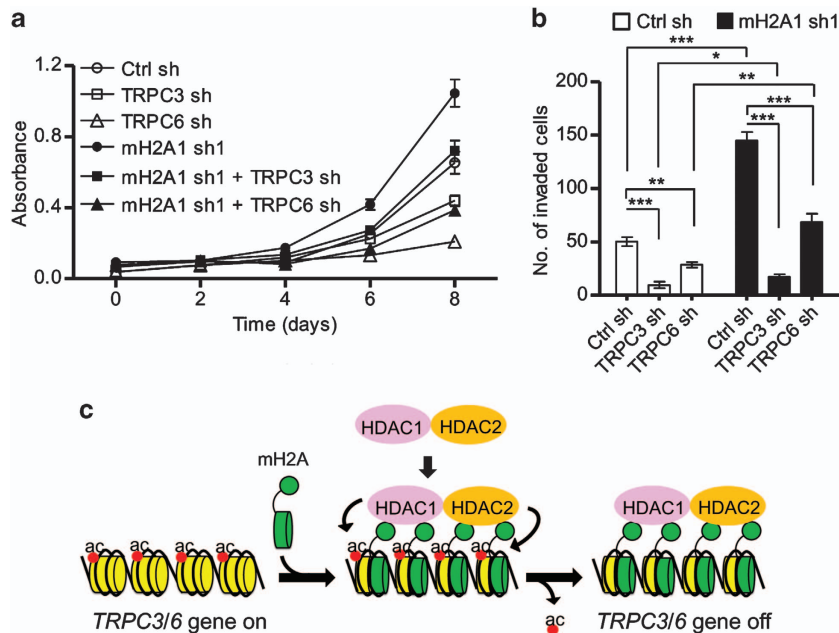 a
1.2
0.8
0.4
0.0
Absorbance
Ctrl sh
TRPC3 sh
TRPC6 sh
mH2A1 sh1
mH2A1 sh1 + TRPC3 sh
mH2A1 sh1 + TRPC6 sh
0 2 4 6 8
Time (days)
b
Ctrl sh mH2A1 sh1
***
*
**
***
***
**
***
200
150
100
50
0
No. of invaded cells
Ctrl sh
TRPC3 sh
TRPC6 sh
Ctrl sh
TRPC3 sh
TRPC6 sh
c
HDAC1 HDAC2
mH2A
HDAC1 HDAC2
HDAC1 HDAC2
ac ac ac ac
ac ac ac ac
ac
TRPC3/6 gene on
TRPC3/6 gene off